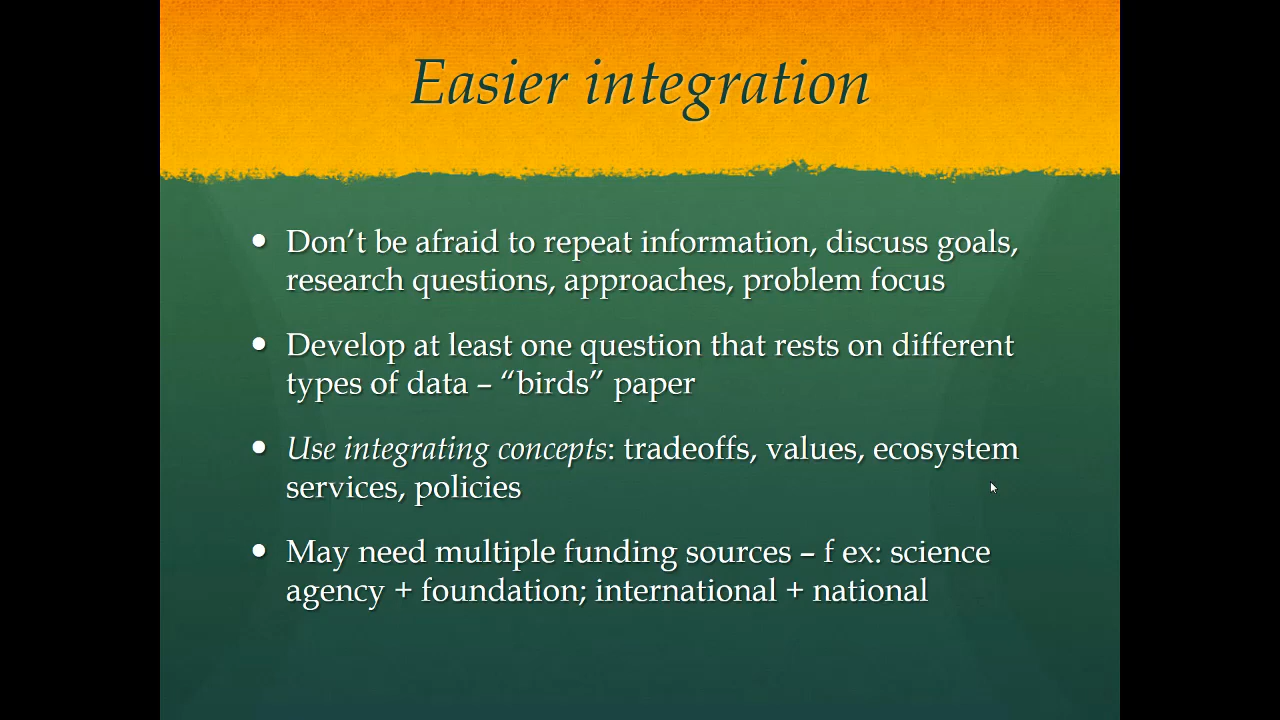 Easier integration
• Don’t be afraid to repeat information, discuss goals,
research questions, approaches, problem focus
• Develop at least one question that rests on different
types of data – “birds” paper
• Use integrating concepts: tradeoffs, values, ecosystem
services, policies
• May need multiple funding sources – f ex: science
agency + foundation; international + national